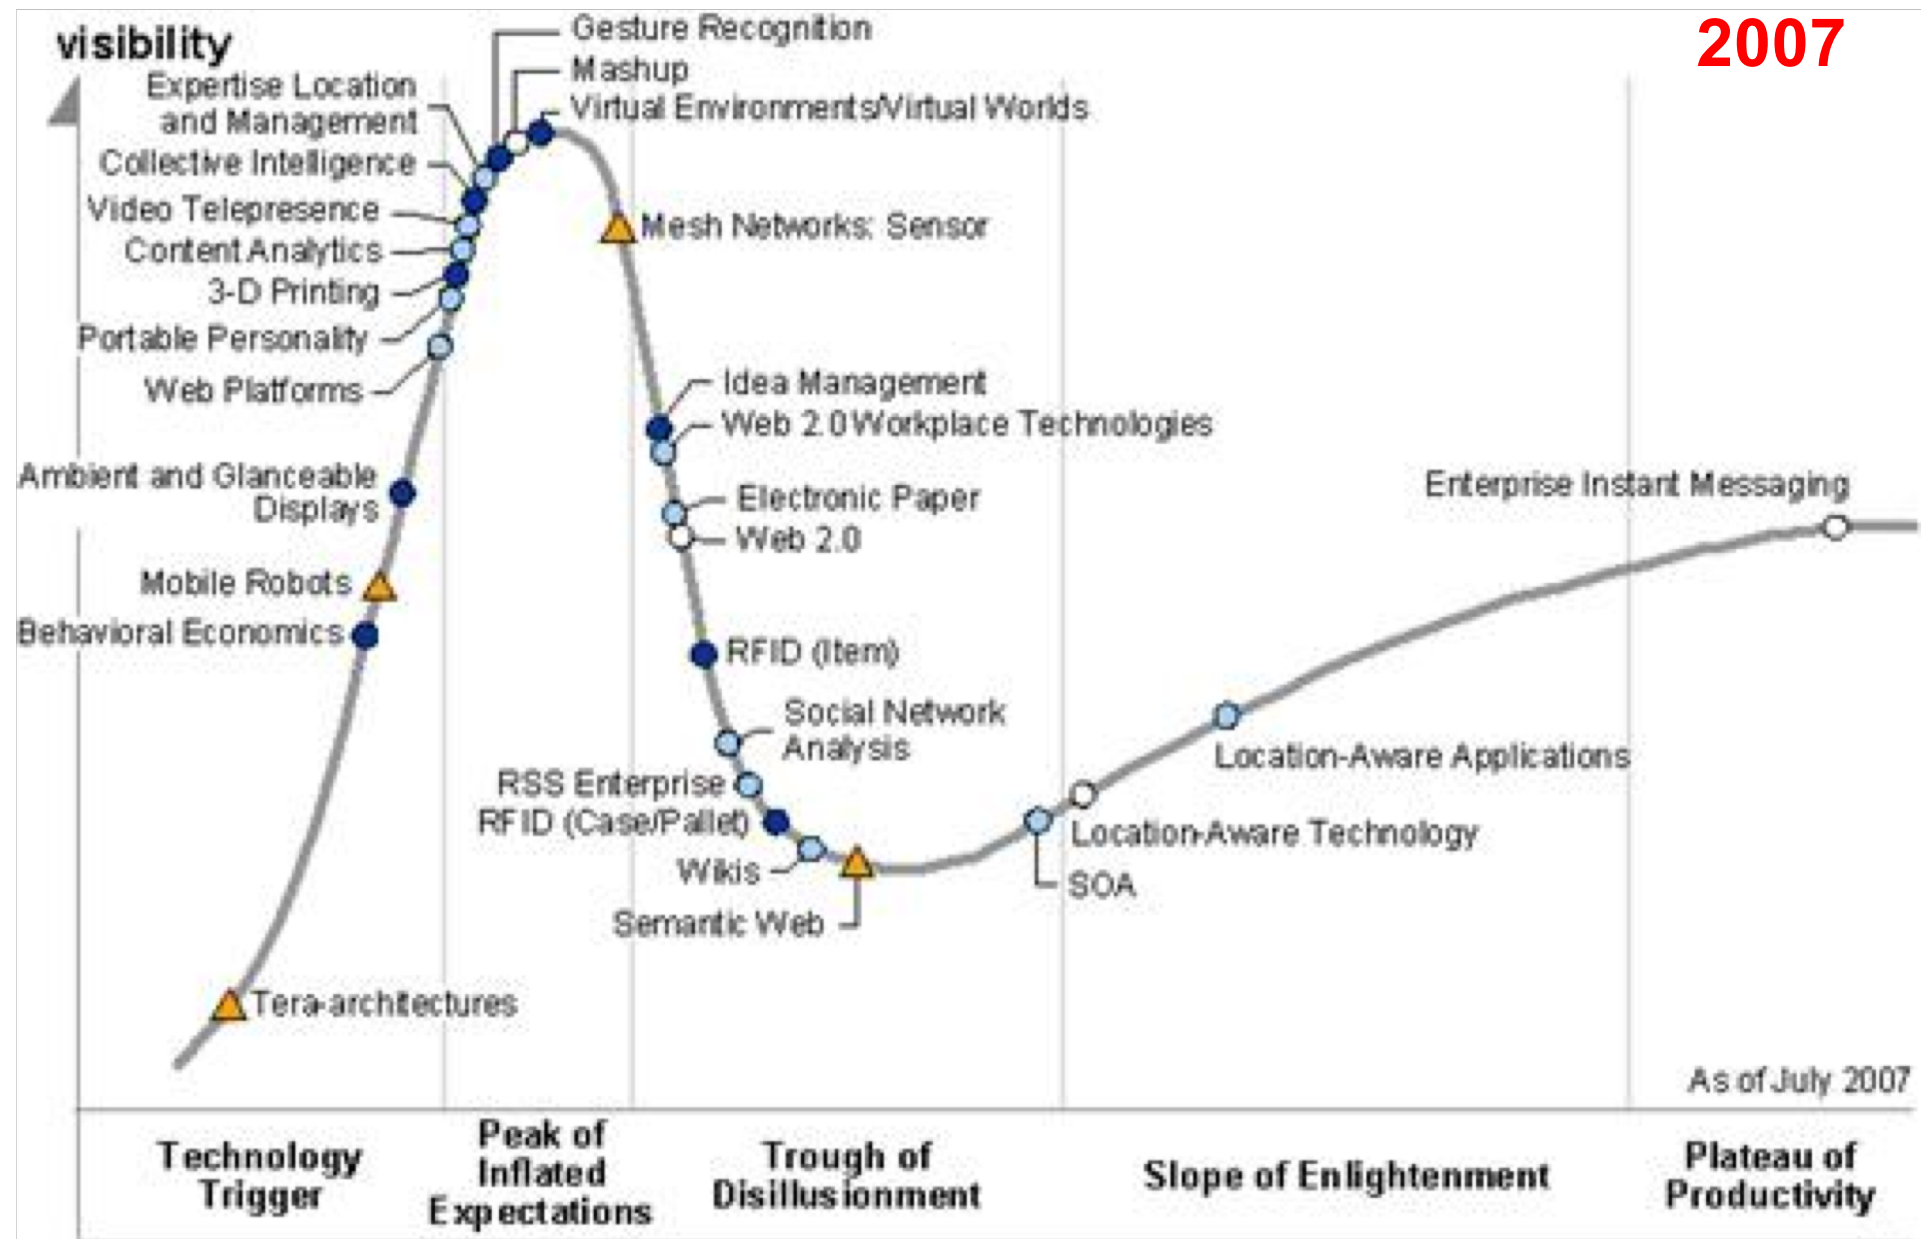 2007
visibility
Gesture Recognition
Mashup
Virtual Environments/Virtual Worlds
Expertise Location
and Management
Collective Intelligence
Video Telepresence
Content Analytics
3-D Printing
Portable Personality
Web Platforms
Ambient and Glanceable
Displays
Mobile Robots
Behavioral Economics
Tera-architectures
Mesh Networks: Sensor
Idea Management
Web 2.0 Workplace Technologies
Electronic Paper
Web 2.0
RFID (Item)
Social Network
Analysis
RSS Enterprise
RFID (Case/Pallet)
Wikis
Semantic Web
SOA
Location-Aware Technology
Location-Aware Applications
Enterprise Instant Messaging
As of July 2007
Technology
Trigger
Peak of
Inflated
Expectations
Trough of
Disillusionment
Slope of Enlightenment
Plateau of
Productivity